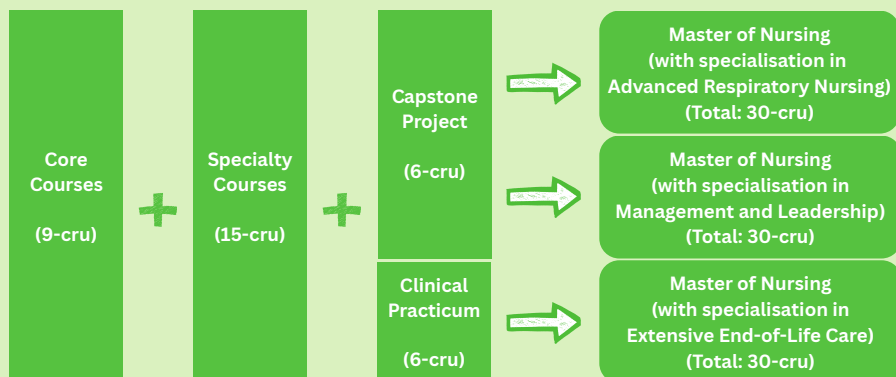 Core
Courses
(9-cru)
+
Specialty
Courses
(15-cru)
+
Capstone
Project
(6-cru)
Clinical
Practicum
(6-cru)
Master of Nursing
(with specialisation in
Advanced Respiratory Nursing)
(Total: 30-cru)
Master of Nursing
(with specialisation in
Management and Leadership)
(Total: 30-cru)
Master of Nursing
(with specialisation in
Extensive End-of-Life Care)
(Total: 30-cru)